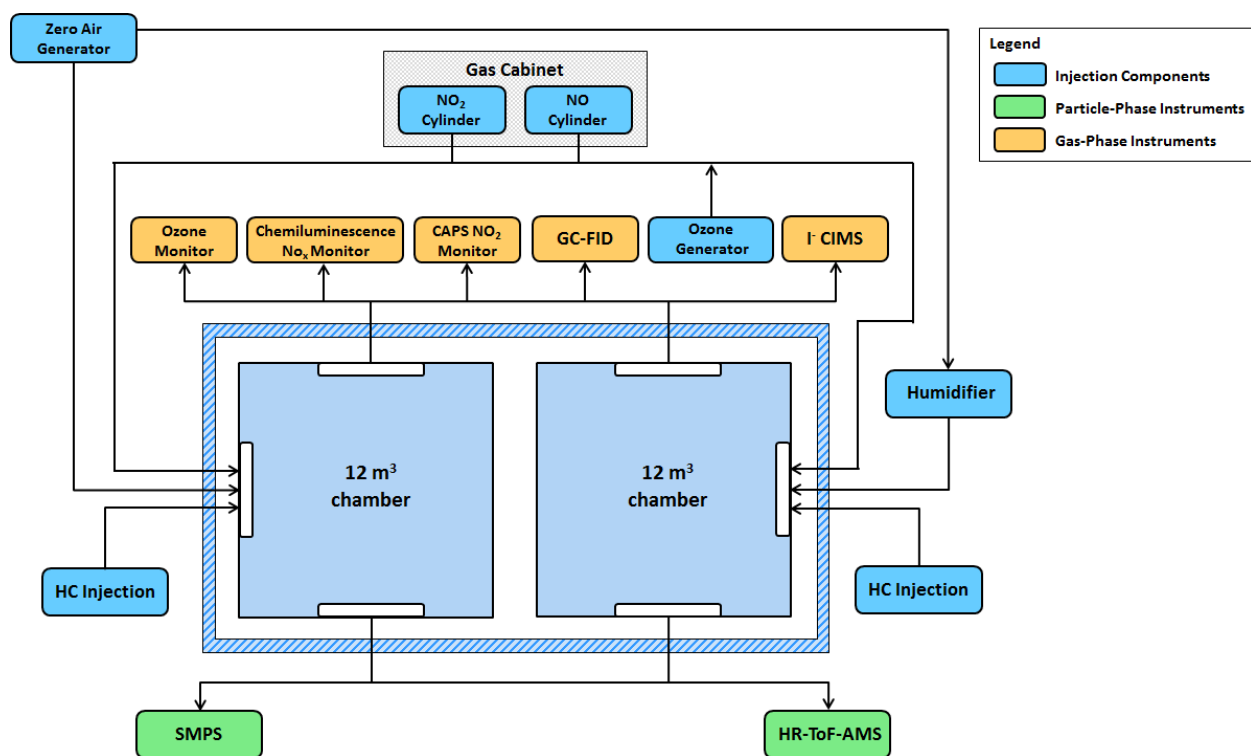 Zero Air
Generator
Gas Cabinet
NO₂
Cylinder
NO
Cylinder
Legend
Injection Components
Particle-Phase Instruments
Gas-Phase Instruments
Ozone
Monitor
Chemiluminescence
Noₓ Monitor
CAPS NO₂
Monitor
GC-FID
Ozone
Generator
I⁻ CIMS
Humidifier
12 m³
chamber
12 m³
chamber
HC Injection
HC Injection
SMPS
HR-ToF-AMS